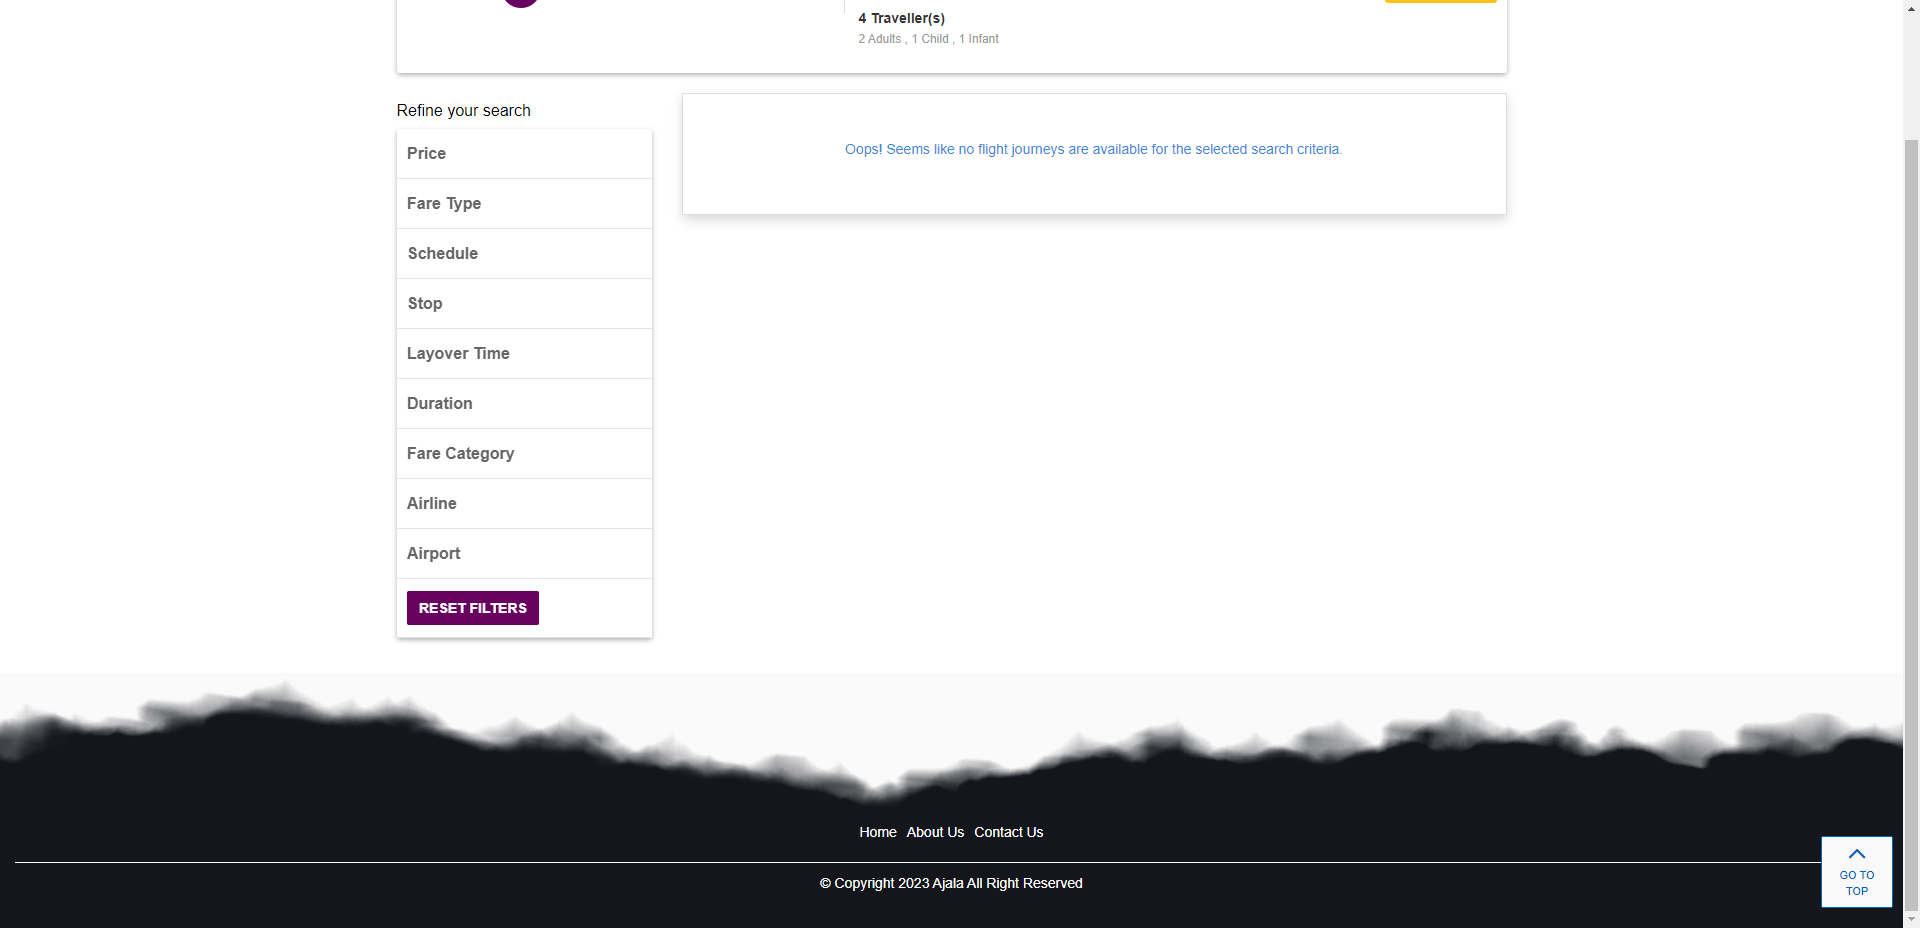 4 Traveller(s)
2 Adults , 1 Child , 1 Infant
Refine your search
Oops! Seems like no flight journeys are available for the selected search criteria.
Price
Fare Type
Schedule
Stop
Layover Time
Duration
Fare Category
Airline
Airport
RESET FILTERS
Home About Us Contact Us
© Copyright 2023 Ajala All Right Reserved
GO TO
TOP